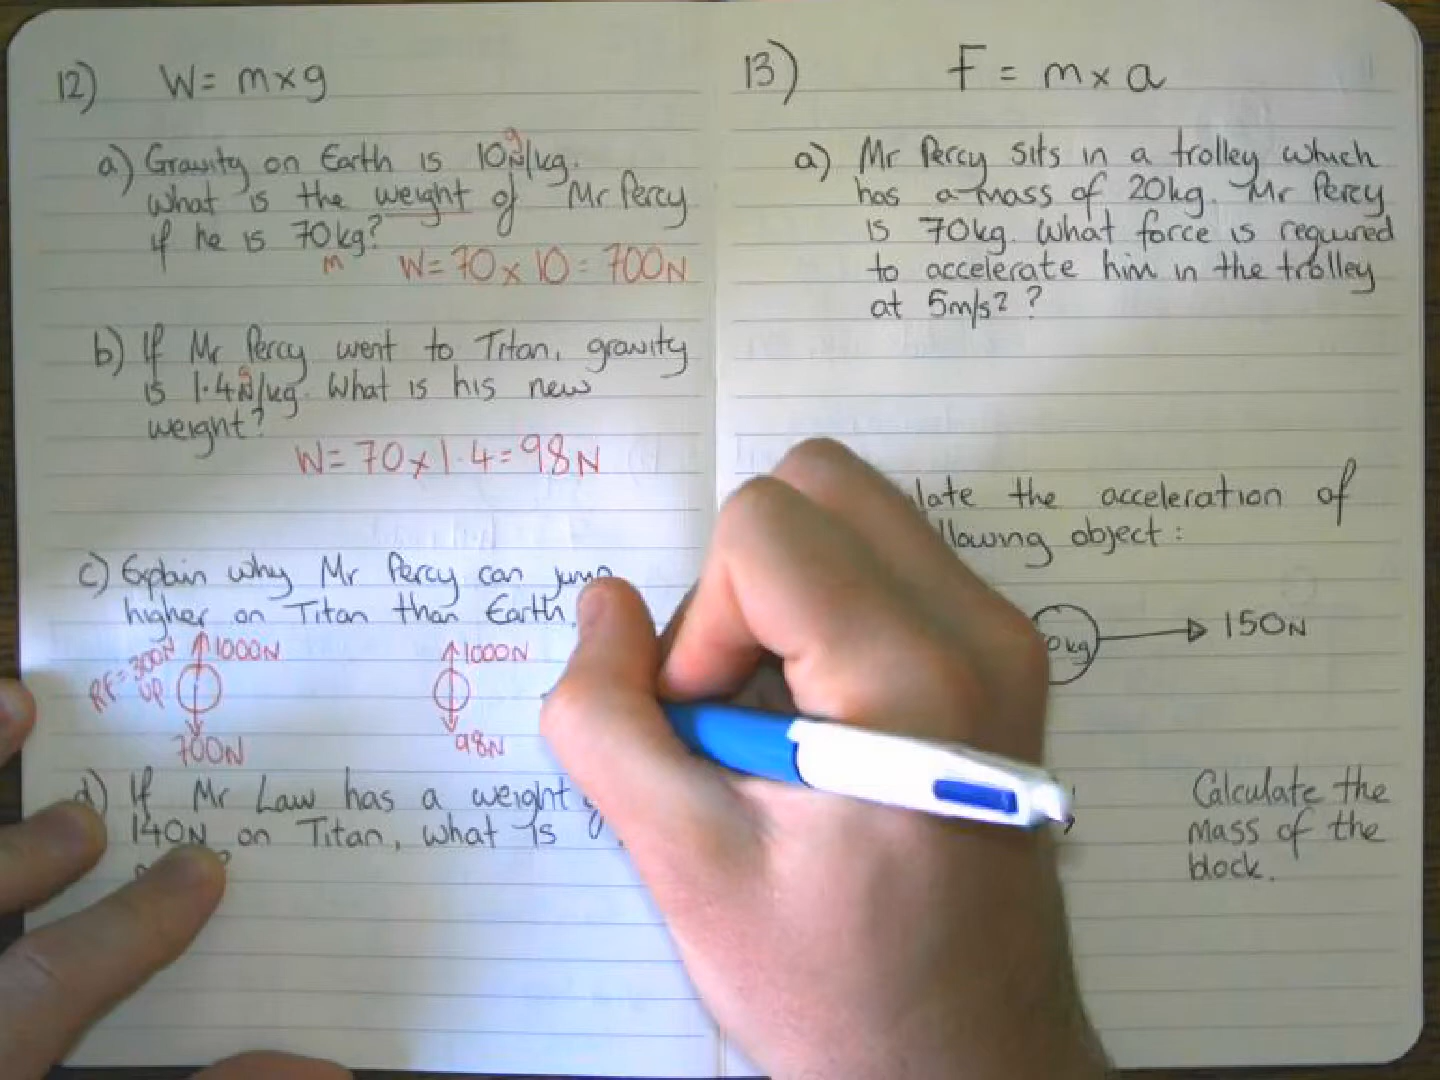 12) W= m×g
a) Gravity on Earth is 10N/kg.
g
What is the weight of Mr Percy
if he is 70kg?
m W= 70 × 10 = 700N
b) If Mr Percy went to Titan, gravity
is 1.4N/kg. What is his new
g
weight?
W= 70 × 1.4 = 98N
c) Explain why Mr Percy can jump
higher on Titan than Earth.
RF=300N
UP
1000N
700N
1000N
98N
d) If Mr Law has a weight
140N on Titan, what is
13) F = m × a
a) Mr Percy sits in a trolley which
has a mass of 20kg. Mr Percy
is 70kg. What force is required
to accelerate him in the trolley
at 5m/s² ?
the acceleration of
object :
kg
150N
Calculate the
mass of the
block.